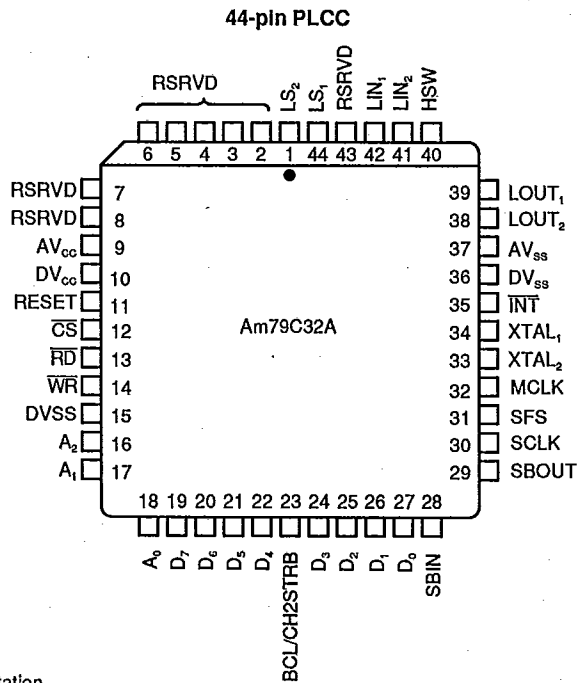 44-pin PLCC
RSRVD
LS₂
LS₁
RSRVD
LIN₁
LIN₂
HSW
6 5 4 3 2 1 44 43 42 41 40
RSRVD 7
RSRVD 8
AVcc 9
DVcc 10
RESET 11
C̅S̅ 12
R̅D̅ 13
W̅R̅ 14
DVSS 15
A₂ 16
A₁ 17
39 LOUT₁
38 LOUT₂
37 AVss
36 DVss
35 I̅N̅T̅
34 XTAL₁
33 XTAL₂
32 MCLK
31 SFS
30 SCLK
29 SBOUT
Am79C32A
18 19 20 21 22 23 24 25 26 27 28
A₀
D₇
D₆
D₅
D₄
BCL/CH2STRB
D₃
D₂
D₁
D₀
SBIN